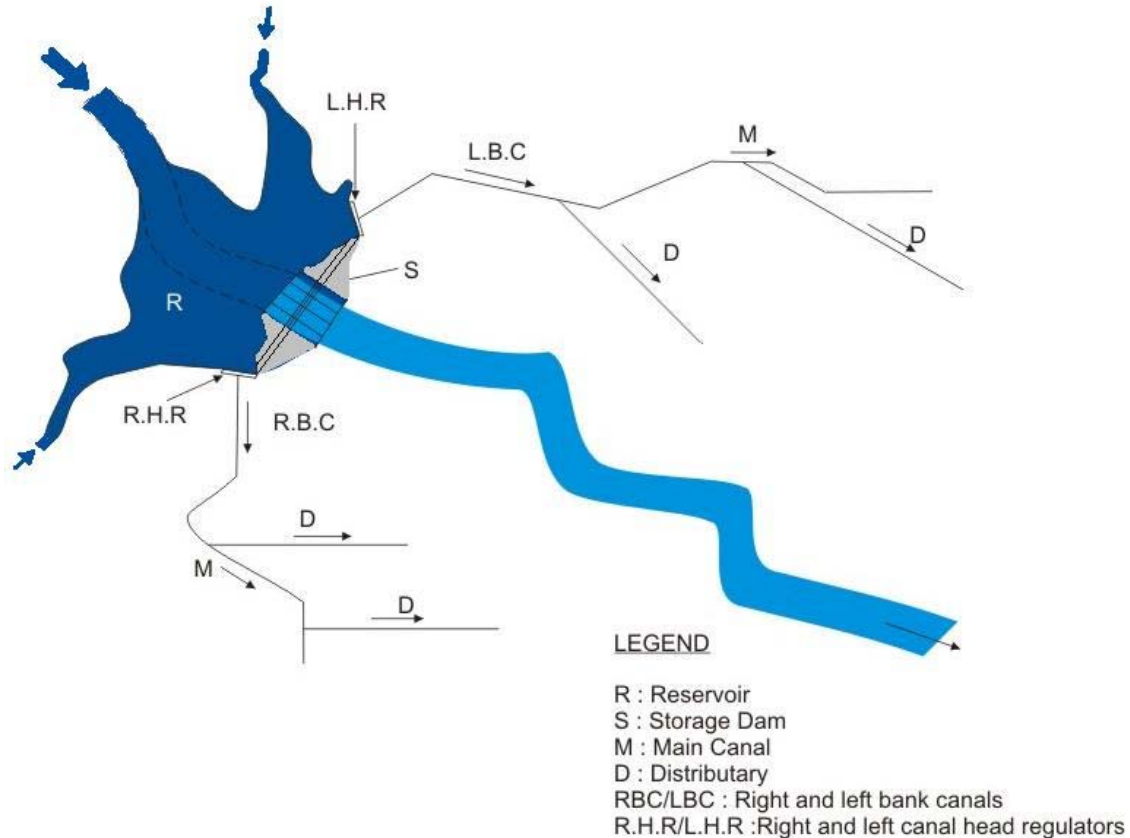 L.H.R
M
L.B.C
D
D
S
R
R.H.R
R.B.C
D
M
D
LEGEND
R : Reservoir
S : Storage Dam
M : Main Canal
D : Distributary
RBC/LBC : Right and left bank canals
R.H.R/L.H.R :Right and left canal head regulators